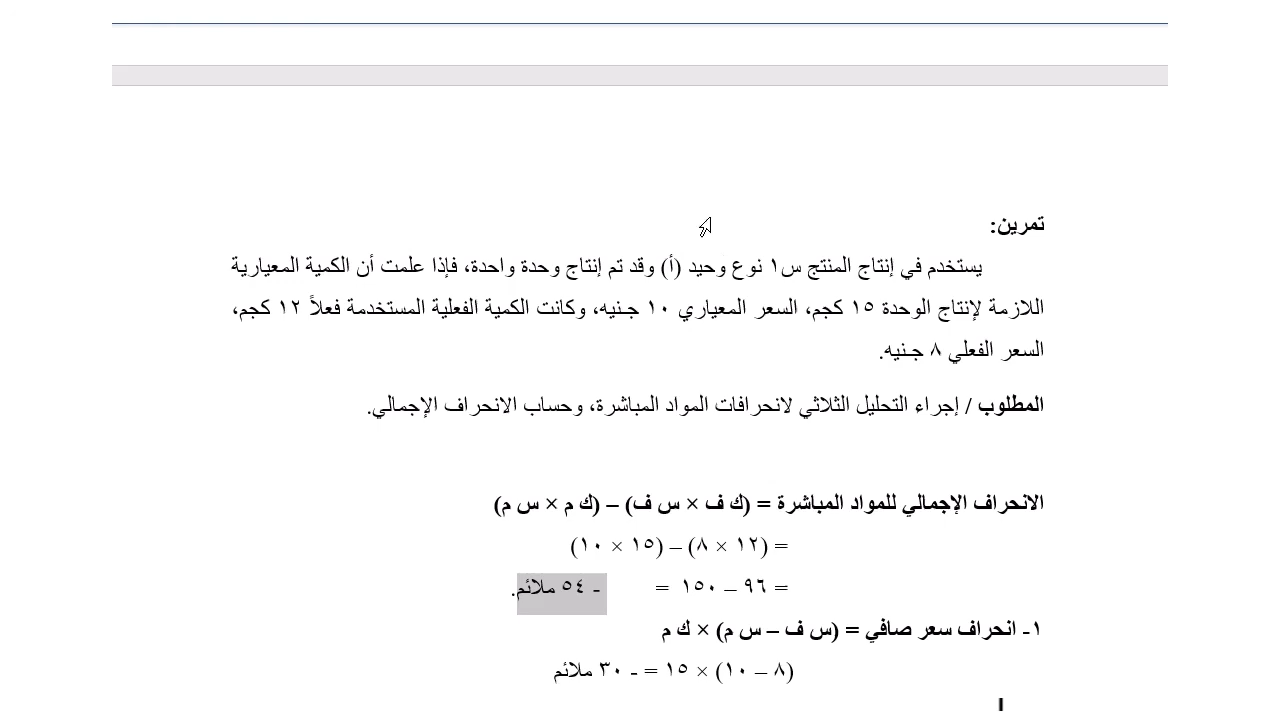 تمرين:
يستخدم في إنتاج المنتج س١ نوع وحيد (أ) وقد تم إنتاج وحدة واحدة، فإذا علمت أن الكمية المعيارية
اللازمة لإنتاج الوحدة ١٥ كجم، السعر المعياري ١٠ جنيه، وكانت الكمية الفعلية المستخدمة فعلاً ١٢ كجم،
السعر الفعلي ٨ جنيه.
المطلوب / إجراء التحليل الثلاثي لانحرافات المواد المباشرة، وحساب الانحراف الإجمالي.
الانحراف الإجمالي للمواد المباشرة = (ك ف × س ف) – (ك م × س م)
= (١٢ × ٨) – (١٥ × ١٠)
= ٩٦ – ١٥٠ = - ٥٤ ملائم.
١- انحراف سعر صافي = (س ف – س م) × ك م
(٨ – ١٠) × ١٥ = - ٣٠ ملائم